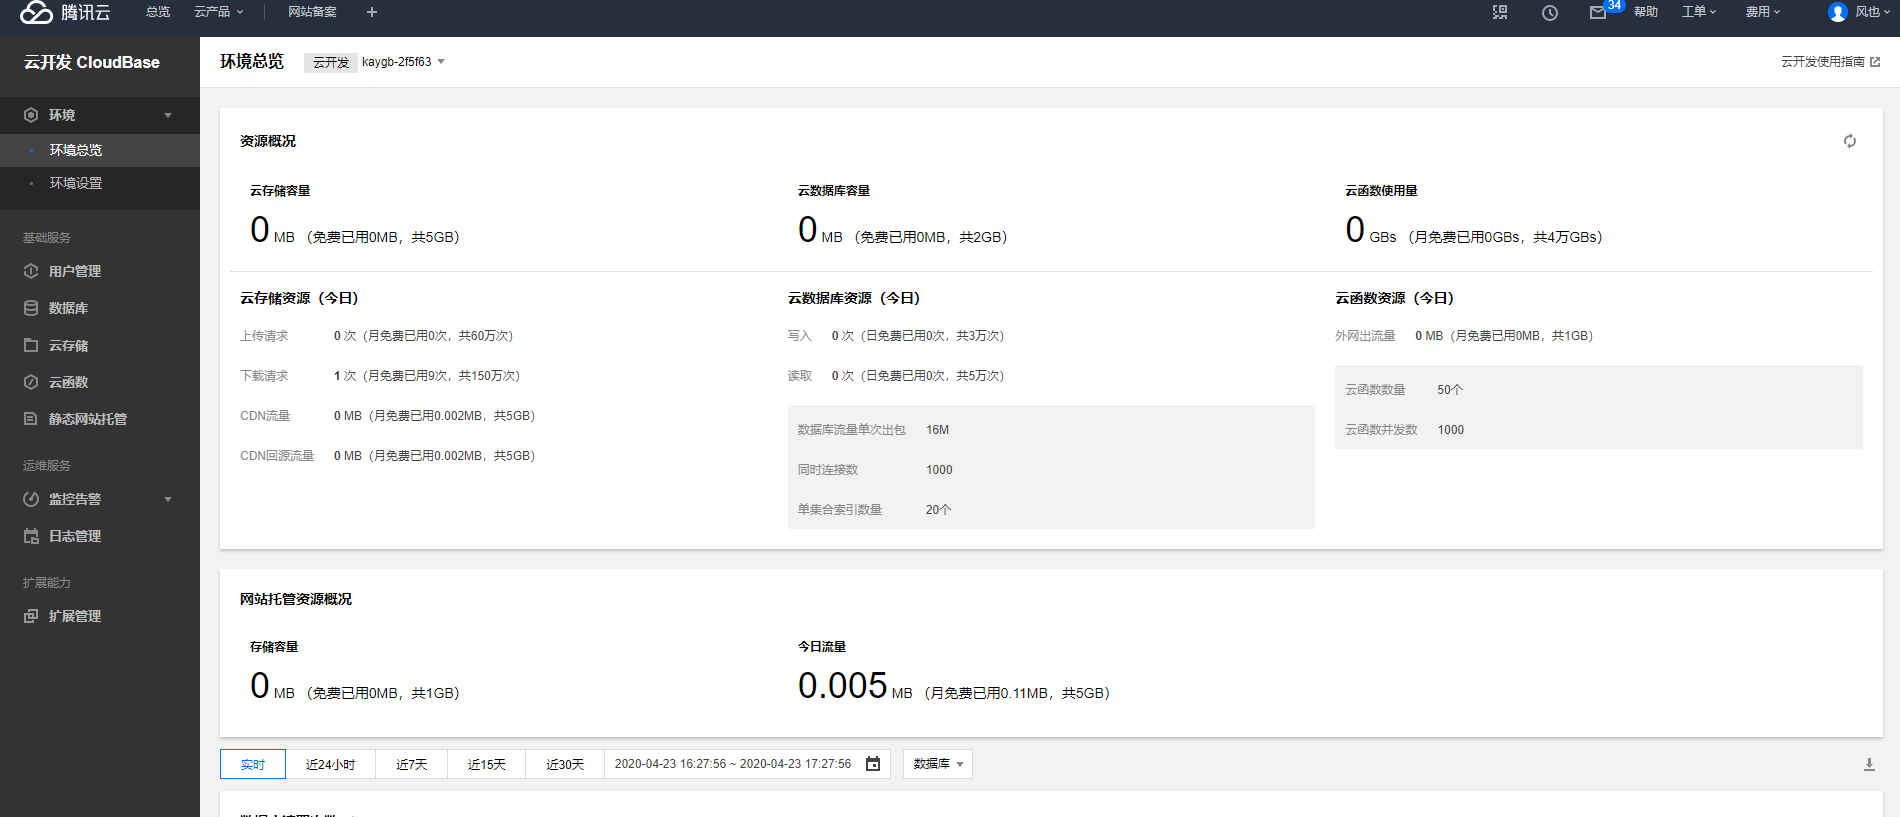 腾讯云 总览 云产品 网站备案 + 34 帮助 工单 费用 风也
云开发 CloudBase
环境
环境总览
环境设置
基础服务
用户管理
数据库
云存储
云函数
静态网站托管
运维服务
监控告警
日志管理
扩展能力
扩展管理
环境总览 云开发 kaygb-2f5f63 云开发使用指南
资源概况
云存储容量 云数据库容量 云函数使用量
0 MB （免费已用0MB，共5GB） 0 MB （免费已用0MB，共2GB） 0 GBs （月免费已用0GBs，共4万GBs）
云存储资源（今日） 云数据库资源（今日） 云函数资源（今日）
上传请求 0 次（月免费已用0次，共60万次） 写入 0 次（日免费已用0次，共3万次） 外网出流量 0 MB（月免费已用0MB，共1GB）
下载请求 1 次（月免费已用9次，共150万次） 读取 0 次（日免费已用0次，共5万次） 云函数数量 50个
CDN流量 0 MB（月免费已用0.002MB，共5GB） 数据库流量单次出包 16M 云函数并发数 1000
CDN回源流量 0 MB（月免费已用0.002MB，共5GB） 同时连接数 1000
单集合索引数量 20个
网站托管资源概况
存储容量 今日流量
0 MB （免费已用0MB，共1GB） 0.005 MB （月免费已用0.11MB，共5GB）
实时 近24小时 近7天 近15天 近30天 2020-04-23 16:27:56 ~ 2020-04-23 17:27:56 数据库